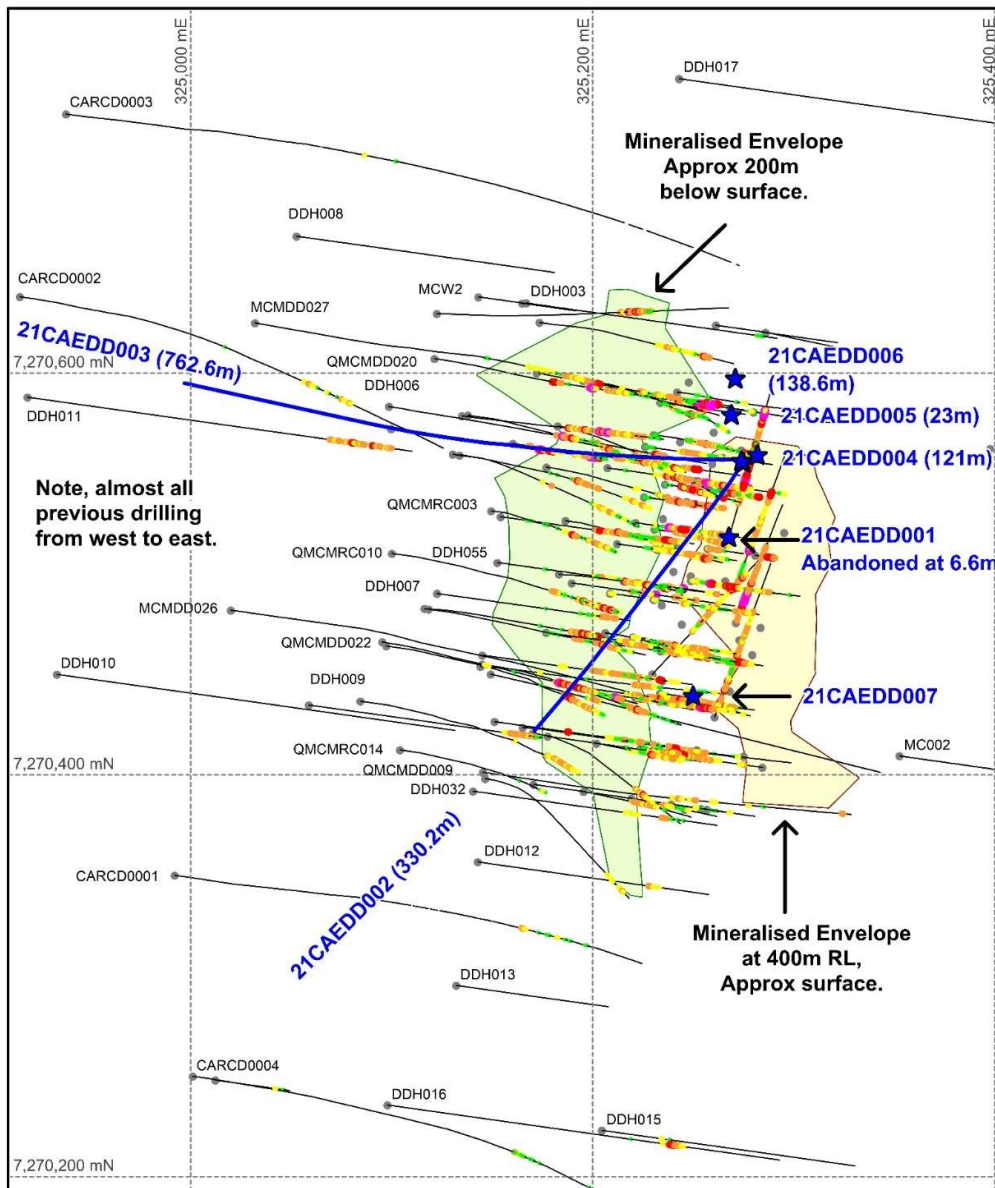 325,000 mE
325,200 mE
325,400 mE
DDH017
CARCD0003
Mineralised Envelope
Approx 200m
below surface.
DDH008
CARCD0002
MCW2
DDH003
MCMDD027
21CAEDD003 (762.6m)
QMCMDD020
21CAEDD006
(138.6m)
7,270,600 mN
DDH006
DDH011
21CAEDD005 (23m)
21CAEDD004 (121m)
Note, almost all
previous drilling
from west to east.
QMCMRC003
21CAEDD001
Abandoned at 6.6m
QMCMRC010
DDH055
DDH007
MCMDD026
QMCMDD022
DDH010
DDH009
21CAEDD007
QMCMRC014
MC002
7,270,400 mN
QMCMDD009
DDH032
21CAEDD002 (330.2m)
DDH012
CARCD0001
Mineralised Envelope
at 400m RL,
Approx surface.
DDH013
CARCD0004
DDH016
DDH015
7,270,200 mN